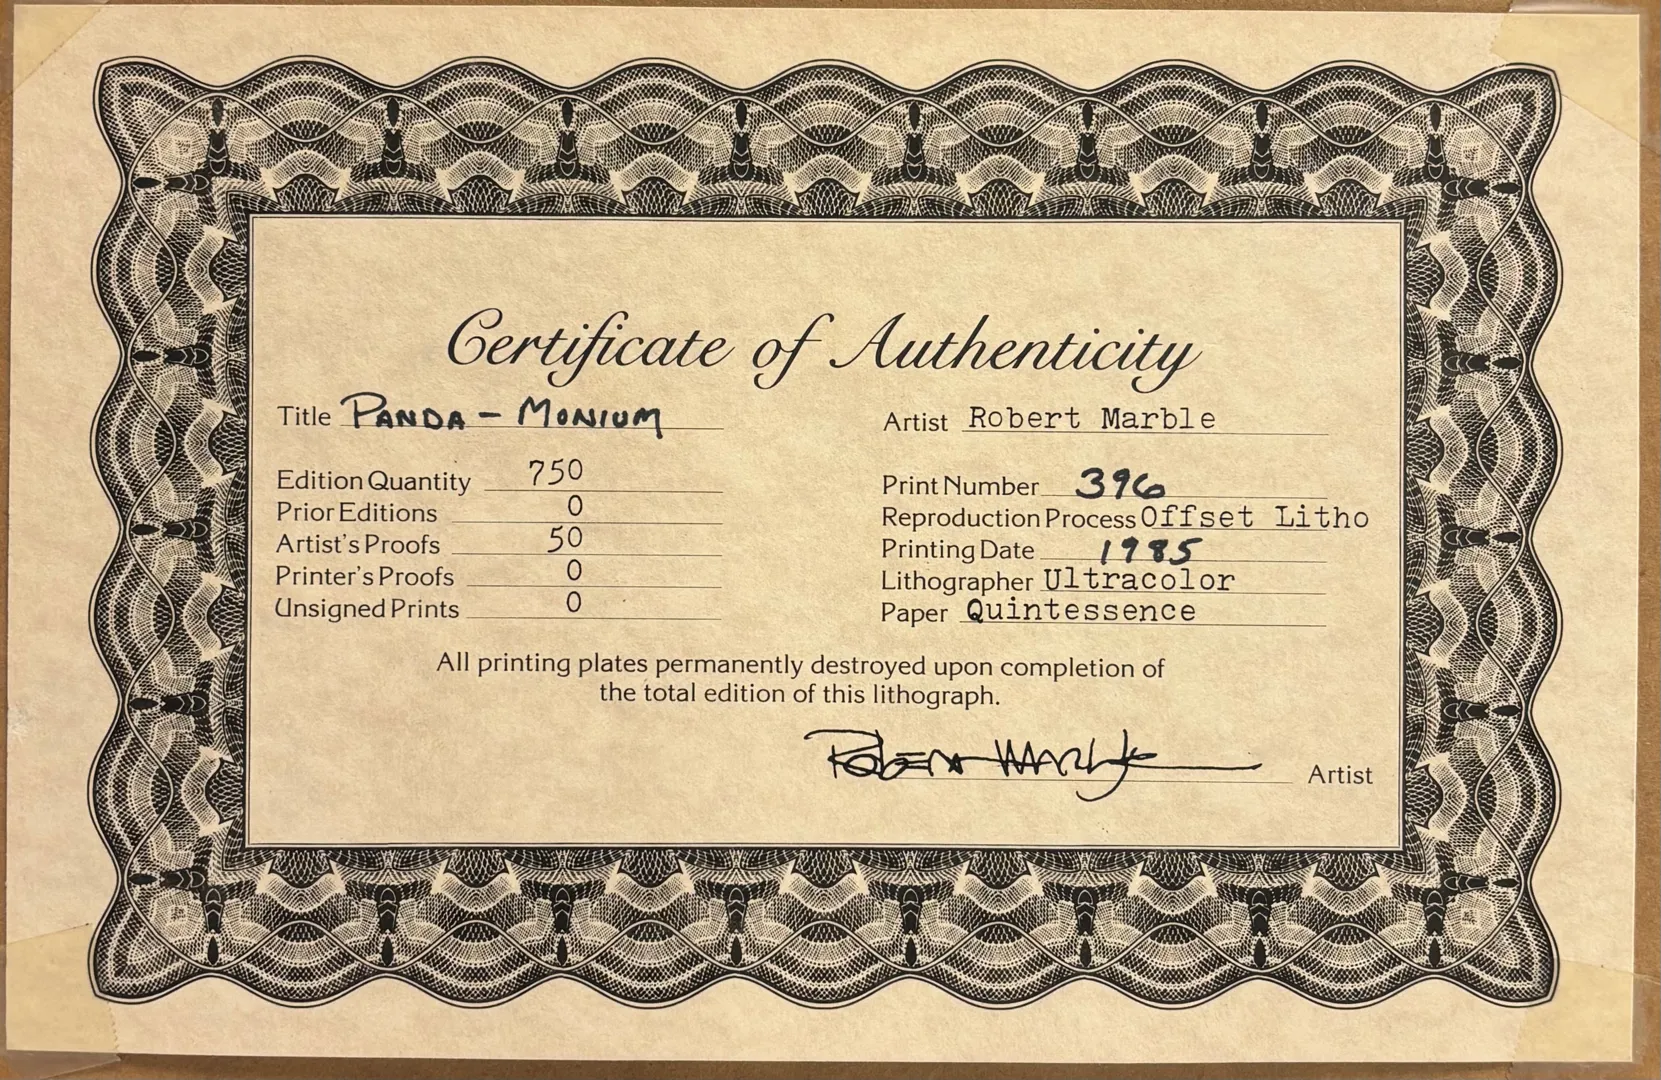 Certificate of Authenticity
Title PANDA - MONIUM
Artist Robert Marble
Edition Quantity 750
Prior Editions 0
Artist's Proofs 50
Printer's Proofs 0
Unsigned Prints 0
Print Number 396
Reproduction Process Offset Litho
Printing Date 1985
Lithographer Ultracolor
Paper Quintessence
All printing plates permanently destroyed upon completion of
the total edition of this lithograph.
Robert Marble Artist